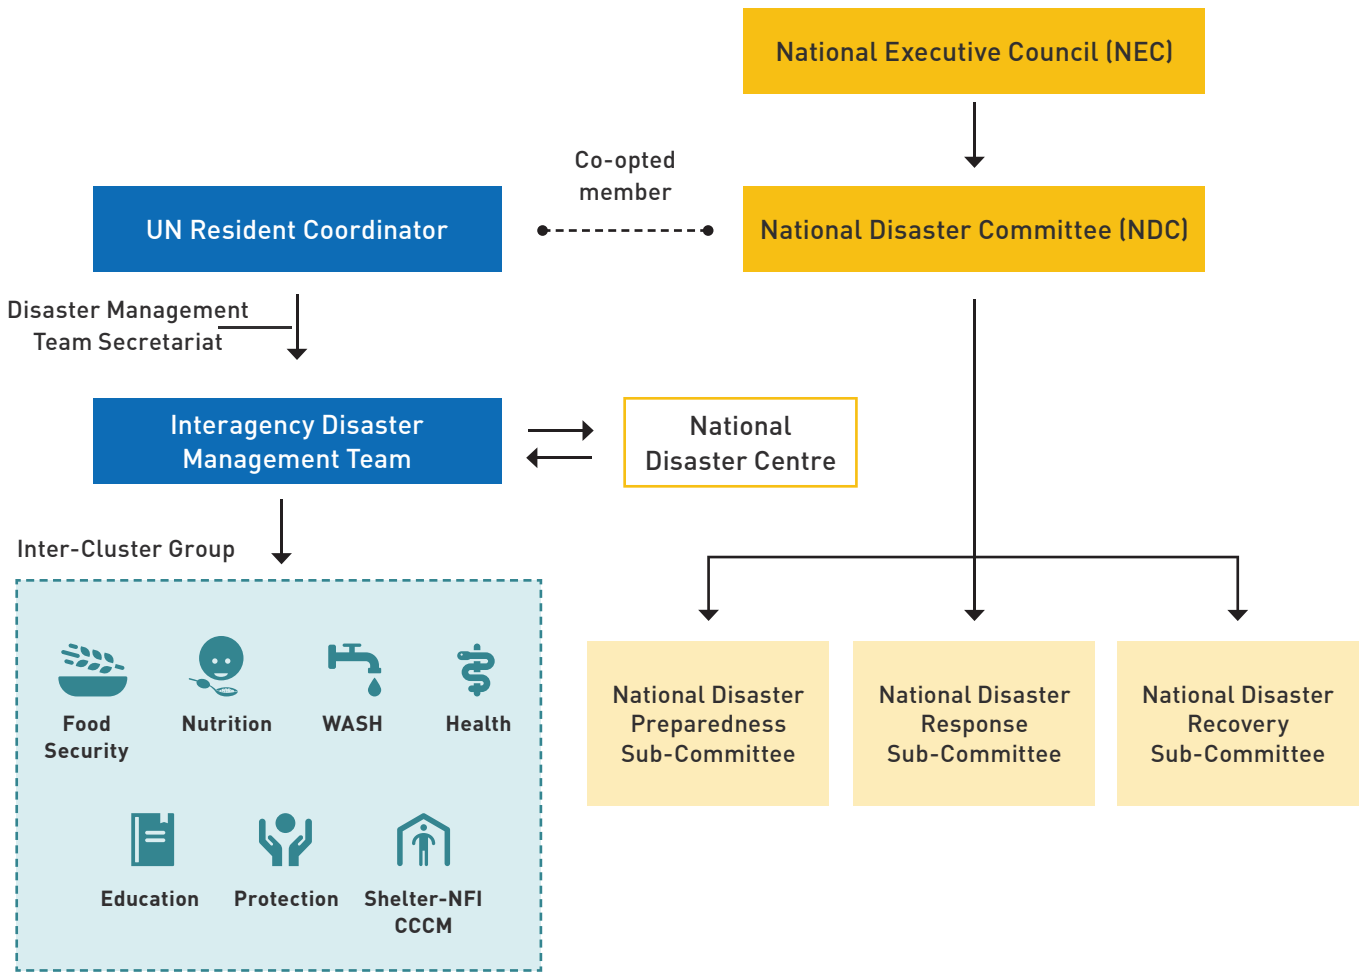 National Executive Council (NEC)
Co-opted
member
UN Resident Coordinator
National Disaster Committee (NDC)
Disaster Management
Team Secretariat
Interagency Disaster
Management Team
National
Disaster Centre
Inter-Cluster Group
Food
Security
Nutrition
WASH
Health
Education
Protection
Shelter-NFI
CCCM
National Disaster
Preparedness
Sub-Committee
National Disaster
Response
Sub-Committee
National Disaster
Recovery
Sub-Committee